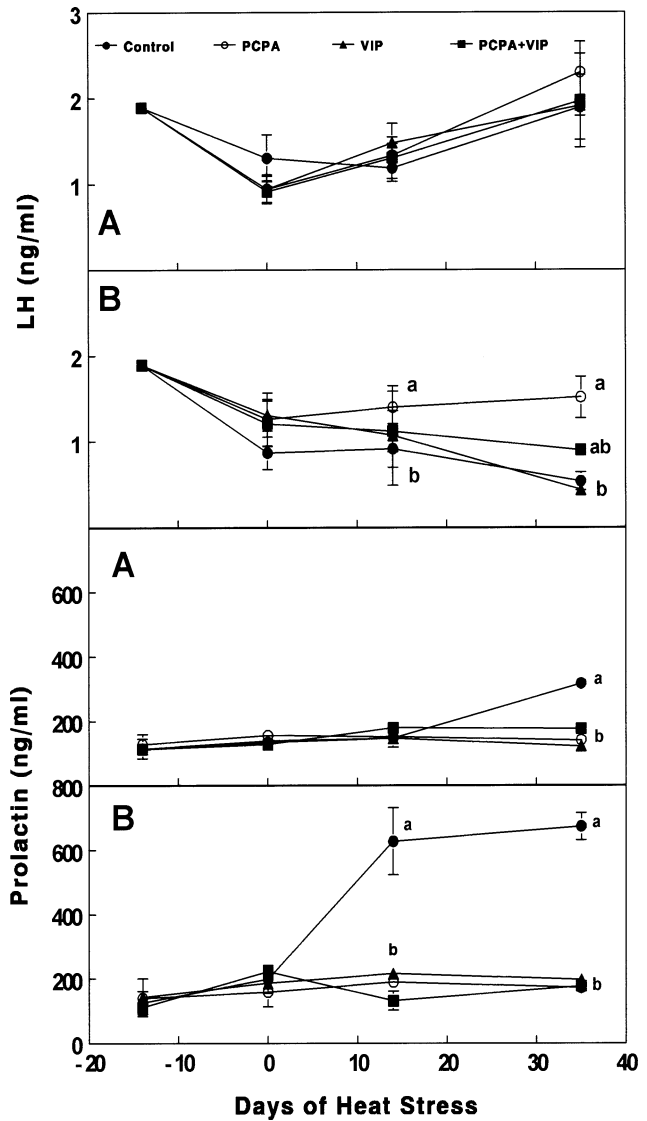 3
Control PCPA VIP PCPA+VIP
2
1
A
LH (ng/ml)
B
2
a
a
1
ab
b
b
A
600
400
a
200
b
Prolactin (ng/ml)
800
B
a
a
600
400
b
200
b
0
-20 -10 0 10 20 30 40
Days of Heat Stress